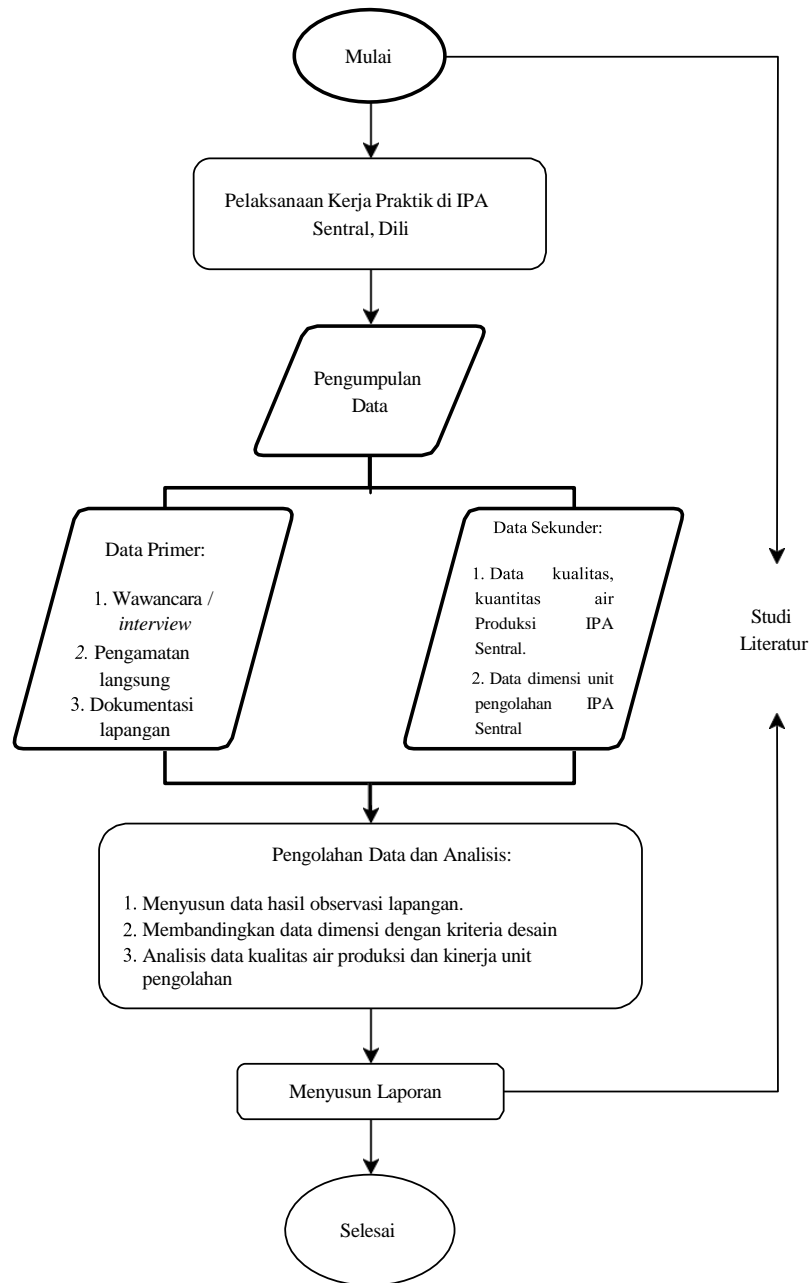 Mulai
Pelaksanaan Kerja Praktik di IPA
Sentral, Dili
Pengumpulan
Data
Data Primer:
1. Wawancara /
interview
2. Pengamatan
langsung
3. Dokumentasi
lapangan
Data Sekunder:
1. Data kualitas,
kuantitas air
Produksi IPA
Sentral.
2. Data dimensi unit
pengolahan IPA
Sentral
Studi
Literatur
Pengolahan Data dan Analisis:
1. Menyusun data hasil observasi lapangan.
2. Membandingkan data dimensi dengan kriteria desain
3. Analisis data kualitas air produksi dan kinerja unit
pengolahan
Menyusun Laporan
Selesai